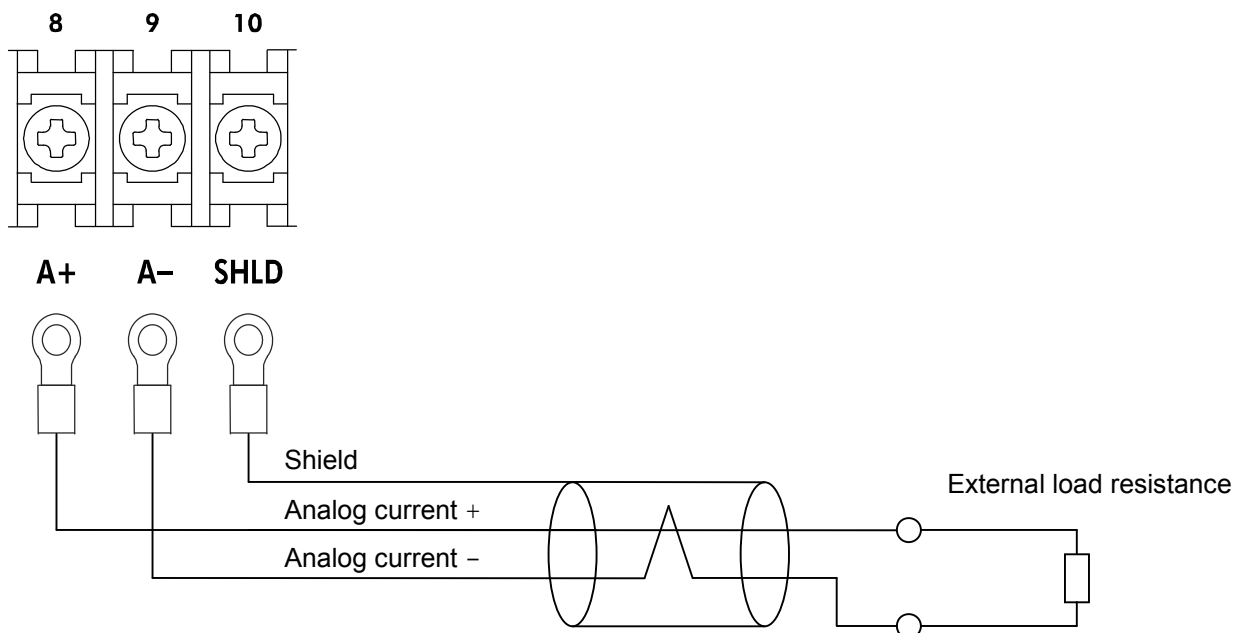 8 9 10
A+ A− SHLD
Shield
External load resistance
Analog current +
Analog current −